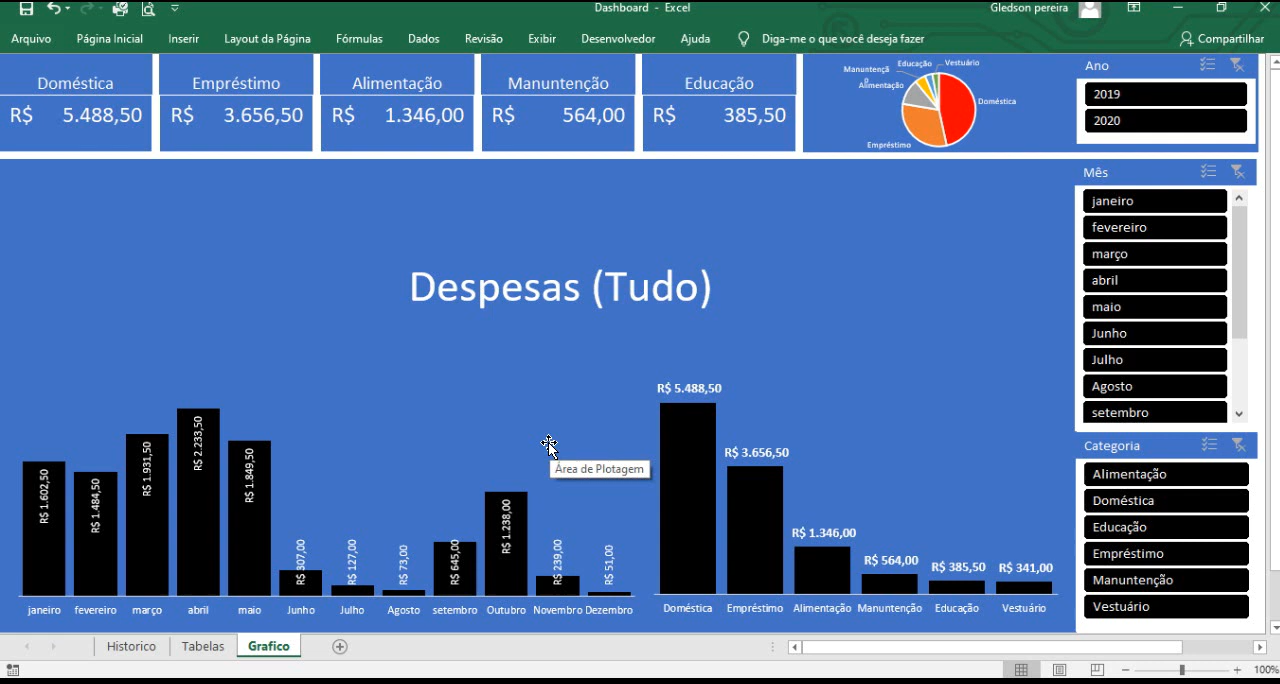 Dashboard - Excel
Gledson pereira
Arquivo Página Inicial Inserir Layout da Página Fórmulas Dados Revisão Exibir Desenvolvedor Ajuda Diga-me o que você deseja fazer Compartilhar
Doméstica
R$ 5.488,50
Empréstimo
R$ 3.656,50
Alimentação
R$ 1.346,00
Manuntenção
R$ 564,00
Educação
R$ 385,50
Manuntençã
o
Educação
Vestuário
Alimentação
Doméstica
Empréstimo
Ano
2019
2020
Mês
janeiro
fevereiro
março
abril
maio
Junho
Julho
Agosto
setembro
Categoria
Alimentação
Doméstica
Educação
Empréstimo
Manuntenção
Vestuário
Despesas (Tudo)
R$ 1.602,50
R$ 1.484,50
R$ 1.931,50
R$ 2.233,50
R$ 1.849,50
R$ 307,00
R$ 127,00
R$ 73,00
R$ 645,00
R$ 1.238,00
R$ 239,00
R$ 51,00
janeiro fevereiro março abril maio Junho Julho Agosto setembro Outubro Novembro Dezembro
Área de Plotagem
R$ 5.488,50
R$ 3.656,50
R$ 1.346,00
R$ 564,00
R$ 385,50
R$ 341,00
Doméstica Empréstimo Alimentação Manuntenção Educação Vestuário
Historico Tabelas Grafico
100%